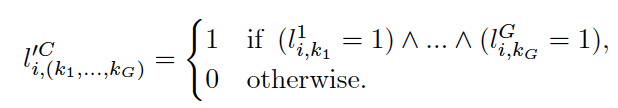 l'^C_{i,(k_1,...,k_G)} = { 1 if (l^1_{i,k_1} = 1) ∧ ... ∧ (l^G_{i,k_G} = 1),
0 otherwise.